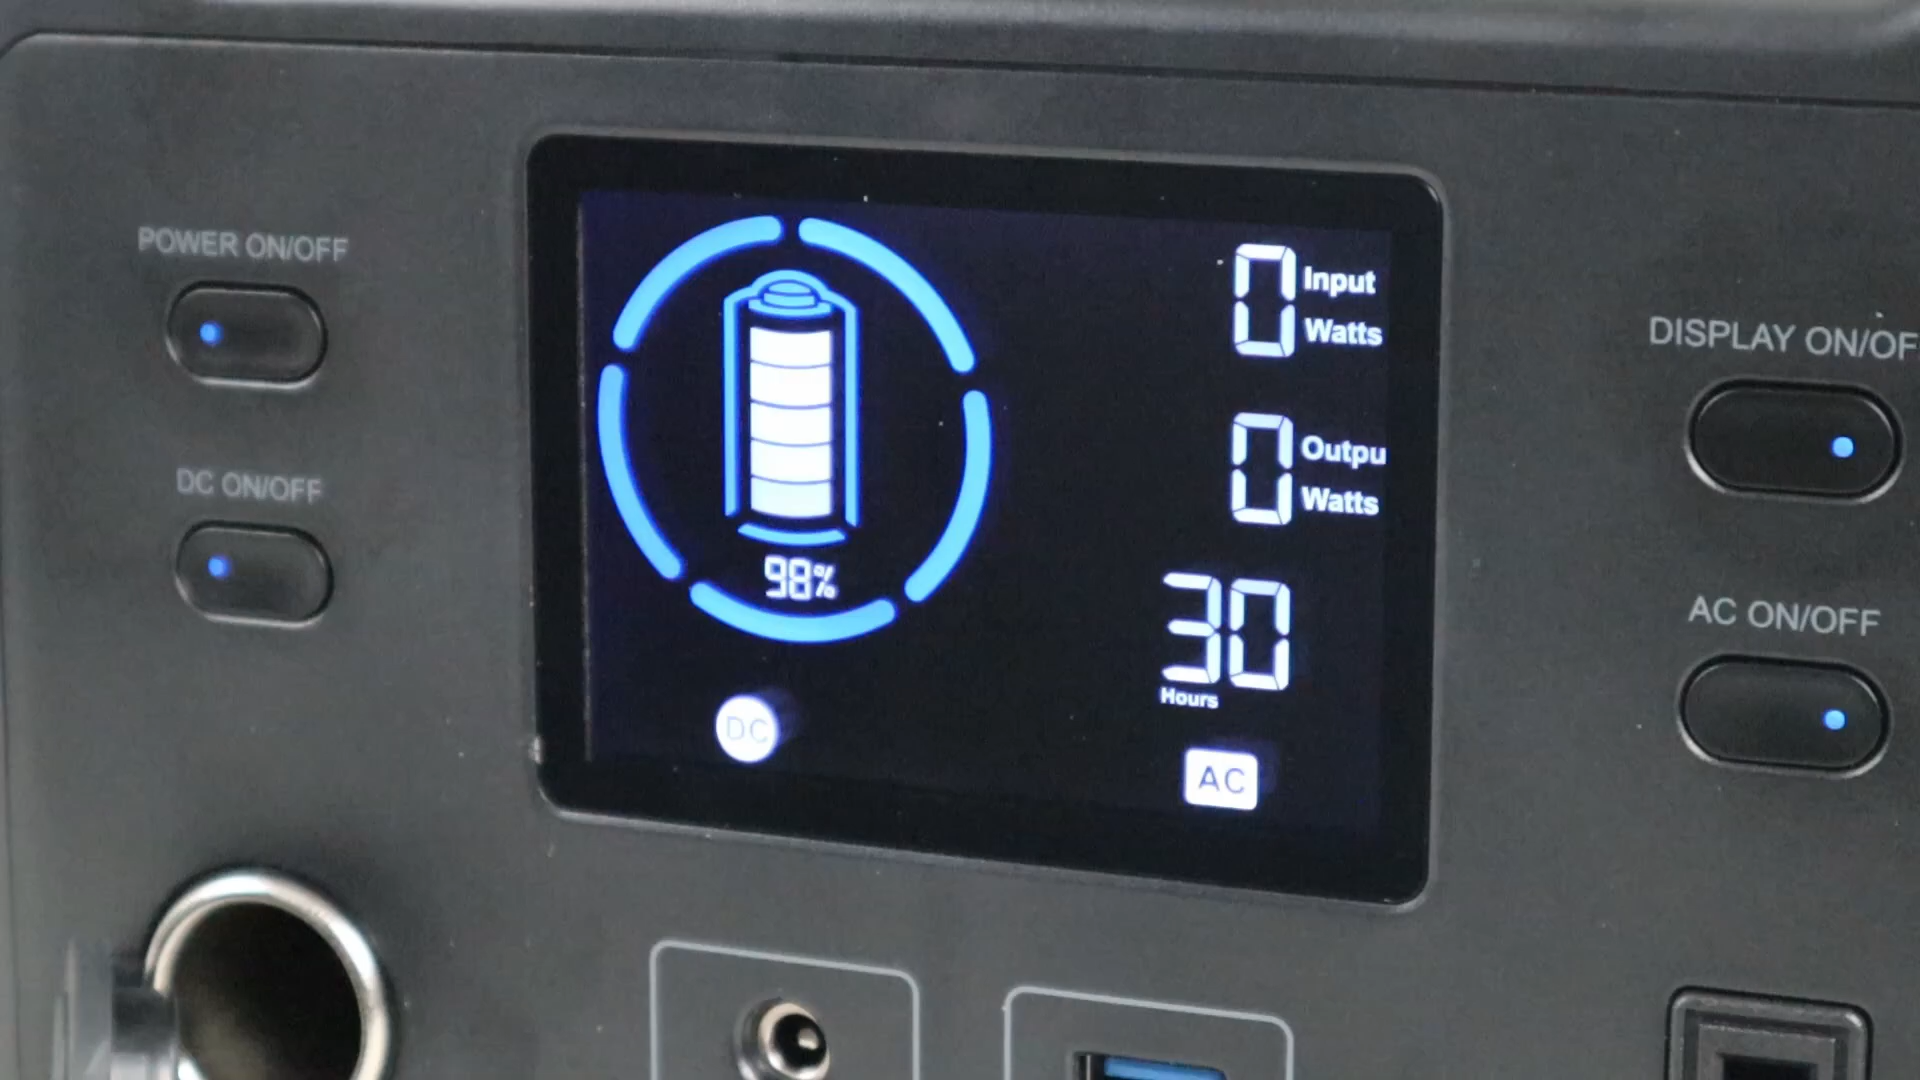 POWER ON/OFF
DC ON/OFF
98%
DC
0 Input
Watts
0 Outpu
Watts
30
Hours
AC
DISPLAY ON/OF
AC ON/OFF